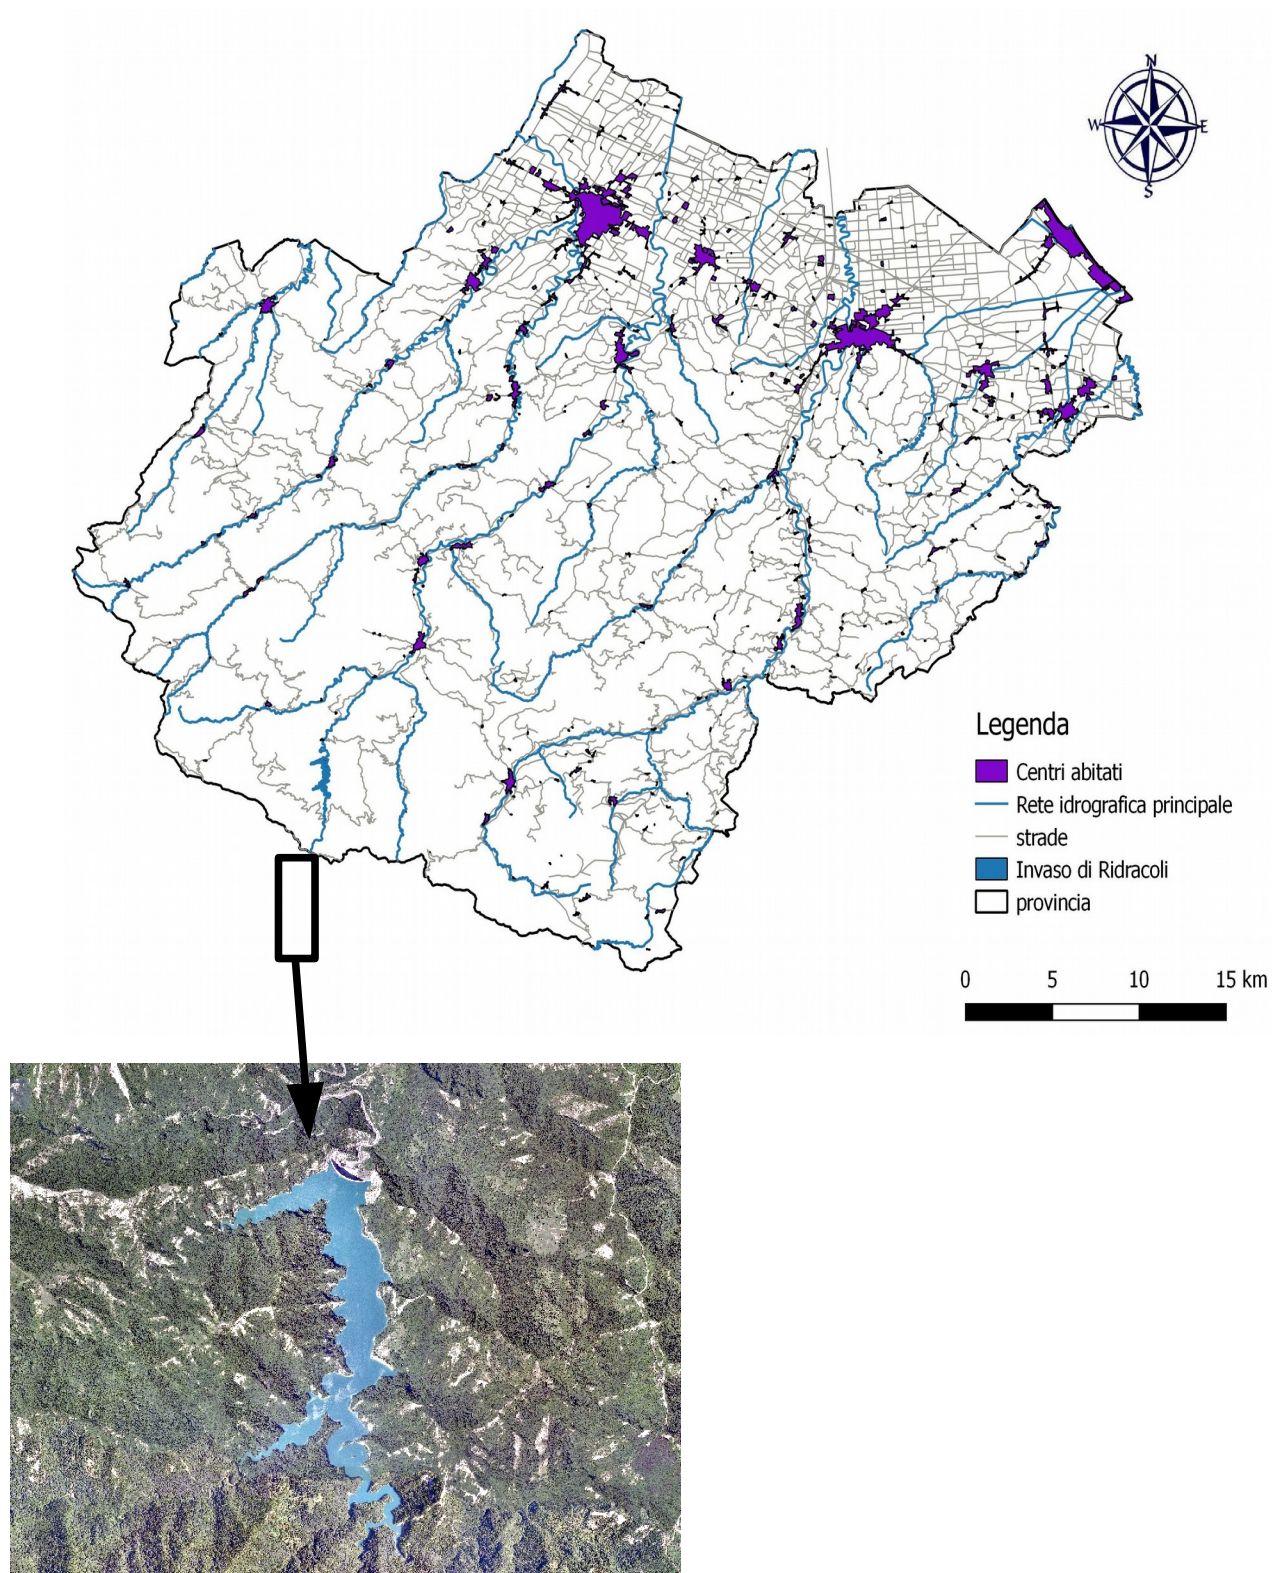 N
W E
S
Legenda
Centri abitati
Rete idrografica principale
strade
Invaso di Ridracoli
provincia
0 5 10 15 km